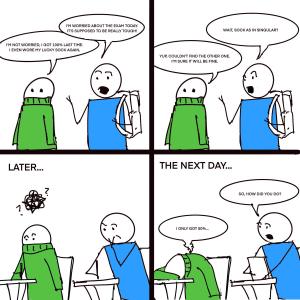 I'M WORRIED ABOUT THE EXAM TODAY.
IT'S SUPPOSED TO BE REALLY TOUGH!
I'M NOT WORRIED, I GOT 100% LAST TIME.
I EVEN WORE MY LUCKY SOCK AGAIN.
WAIT, SOCK AS IN SINGULAR?
YUP, COULDN'T FIND THE OTHER ONE.
I'M SURE IT WILL BE FINE.
LATER...
? ?
?
THE NEXT DAY...
SO, HOW DID YOU DO?
I ONLY GOT 50%...